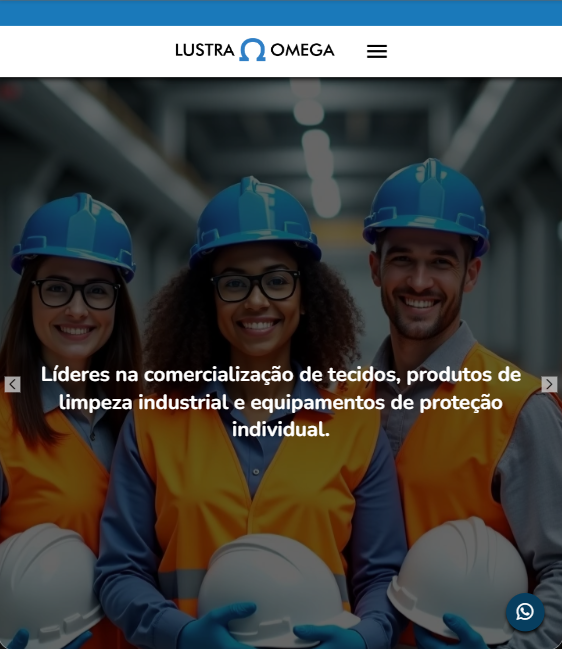 LUSTRA OMEGA
Líderes na comercialização de tecidos, produtos de
limpeza industrial e equipamentos de proteção
individual.